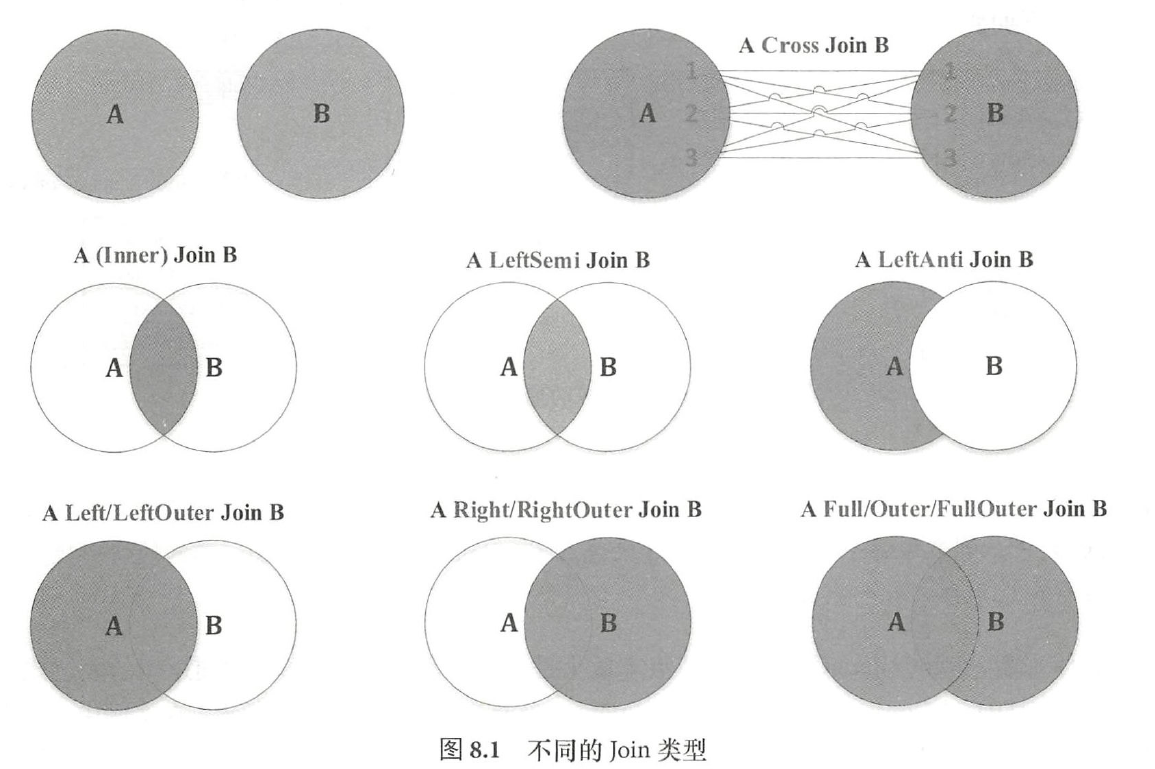 A Cross Join B
A
B
A
1
2
3
1
2
3
B
A (Inner) Join B
A LeftSemi Join B
A LeftAnti Join B
A
B
A
B
A
B
A Left/LeftOuter Join B
A Right/RightOuter Join B
A Full/Outer/FullOuter Join B
A
B
A
B
A
B
图 8.1 不同的 Join 类型